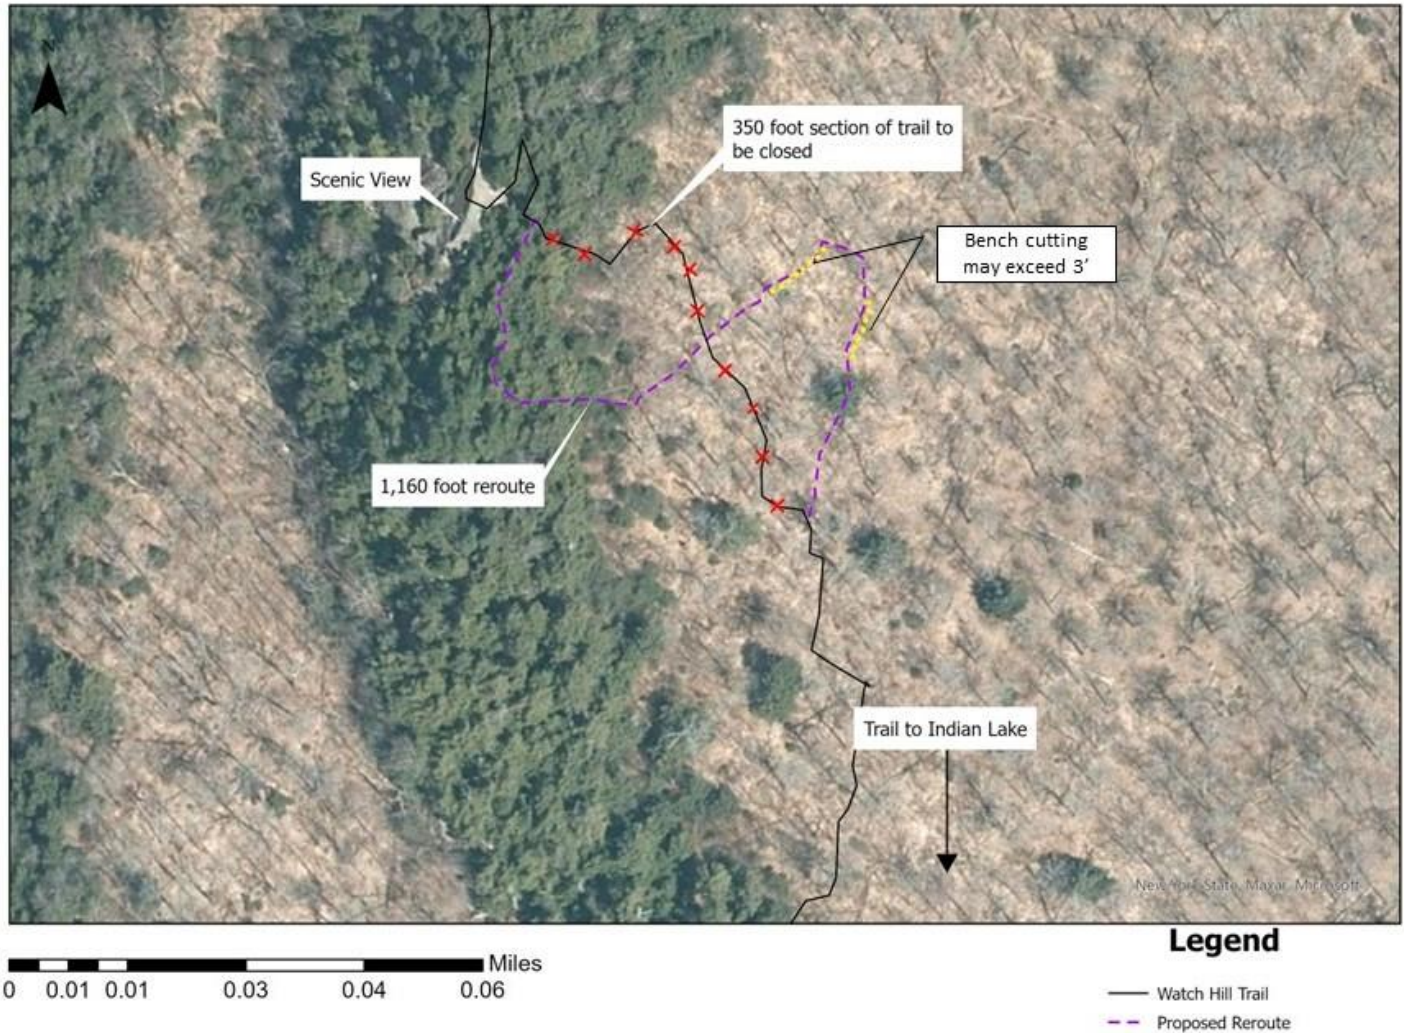 N
350 foot section of trail to
be closed
Scenic View
Bench cutting
may exceed 3’
1,160 foot reroute
Trail to Indian Lake
New York State, Maxar, Microsoft
Legend
Miles
0 0.01 0.01 0.03 0.04 0.06
Watch Hill Trail
Proposed Reroute